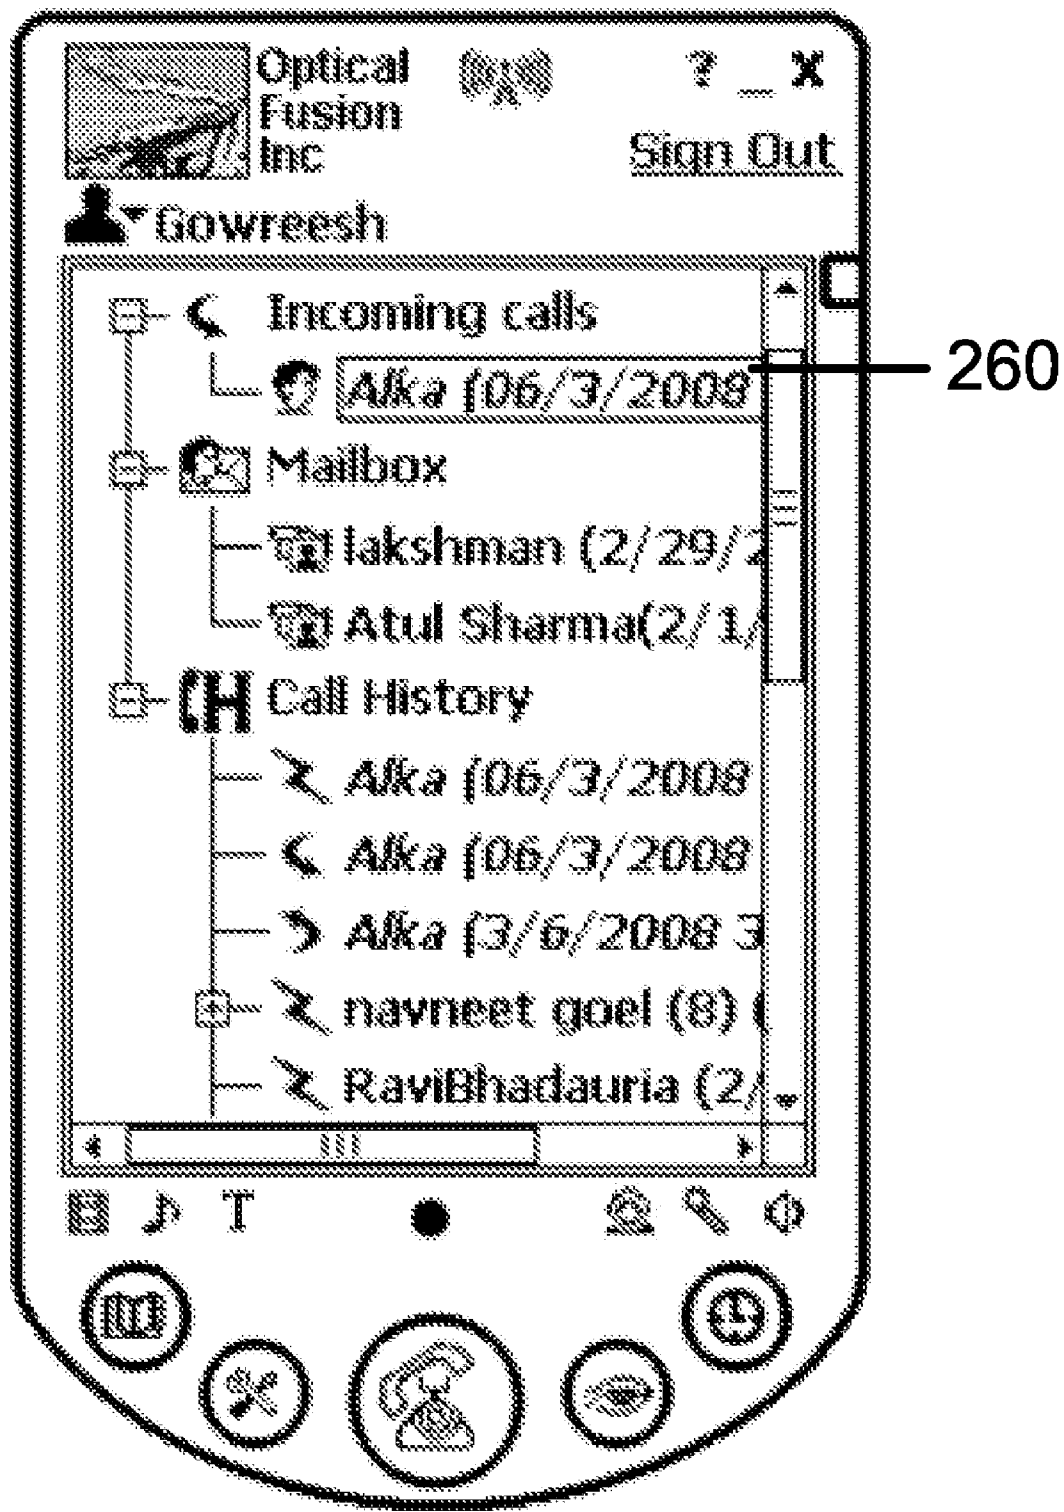 Optical
Fusion
Inc
? _ X
Sign Out
Gowreesh
Incoming calls
Alka (06/3/2008
260
Mailbox
lakshman (2/29/2
Atul Sharma(2/1/
H Call History
Alka (06/3/2008
Alka (06/3/2008
Alka (3/6/2008 3
navneet goel (8) (
RaviBhadauria (2/
T